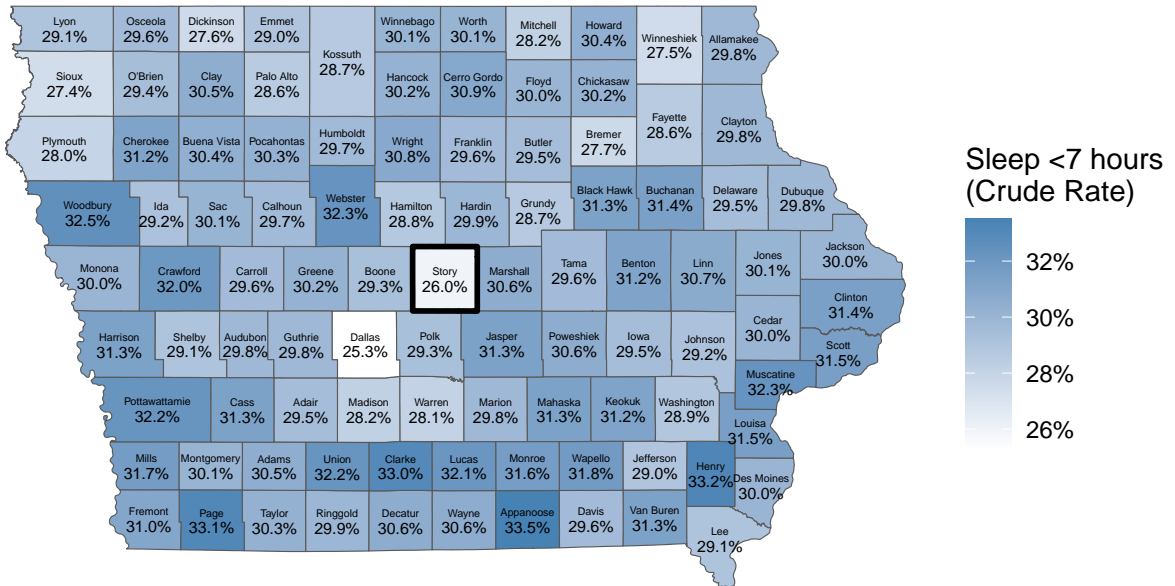 Lyon
29.1%
Osceola
29.6%
Dickinson
27.6%
Emmet
29.0%
Kossuth
28.7%
Winnebago
30.1%
Worth
30.1%
Mitchell
28.2%
Howard
30.4%
Winneshiek
27.5%
Allamakee
29.8%
Sioux
27.4%
O'Brien
29.4%
Clay
30.5%
Palo Alto
28.6%
Hancock
30.2%
Cerro Gordo
30.9%
Floyd
30.0%
Chickasaw
30.2%
Fayette
28.6%
Clayton
29.8%
Plymouth
28.0%
Cherokee
31.2%
Buena Vista
30.4%
Pocahontas
30.3%
Humboldt
29.7%
Wright
30.8%
Franklin
29.6%
Butler
29.5%
Bremer
27.7%
Sleep <7 hours
(Crude Rate)
32%
30%
28%
26%
Woodbury
32.5%
Ida
29.2%
Sac
30.1%
Calhoun
29.7%
Webster
32.3%
Hamilton
28.8%
Hardin
29.9%
Grundy
28.7%
Black Hawk
31.3%
Buchanan
31.4%
Delaware
29.5%
Dubuque
29.8%
Monona
30.0%
Crawford
32.0%
Carroll
29.6%
Greene
30.2%
Boone
29.3%
Story
26.0%
Marshall
30.6%
Tama
29.6%
Benton
31.2%
Linn
30.7%
Jones
30.1%
Jackson
30.0%
Clinton
31.4%
Cedar
30.0%
Scott
31.5%
Harrison
31.3%
Shelby
29.1%
Audubon
29.8%
Guthrie
29.8%
Dallas
25.3%
Polk
29.3%
Jasper
31.3%
Poweshiek
30.6%
Iowa
29.5%
Johnson
29.2%
Muscatine
32.3%
Pottawattamie
32.2%
Cass
31.3%
Adair
29.5%
Madison
28.2%
Warren
28.1%
Marion
29.8%
Mahaska
31.3%
Keokuk
31.2%
Washington
28.9%
Louisa
31.5%
Mills
31.7%
Montgomery
30.1%
Adams
30.5%
Union
32.2%
Clarke
33.0%
Lucas
32.1%
Monroe
31.6%
Wapello
31.8%
Jefferson
29.0%
Henry
33.2%
Des Moines
30.0%
Fremont
31.0%
Page
33.1%
Taylor
30.3%
Ringgold
29.9%
Decatur
30.6%
Wayne
30.6%
Appanoose
33.5%
Davis
29.6%
Van Buren
31.3%
Lee
29.1%